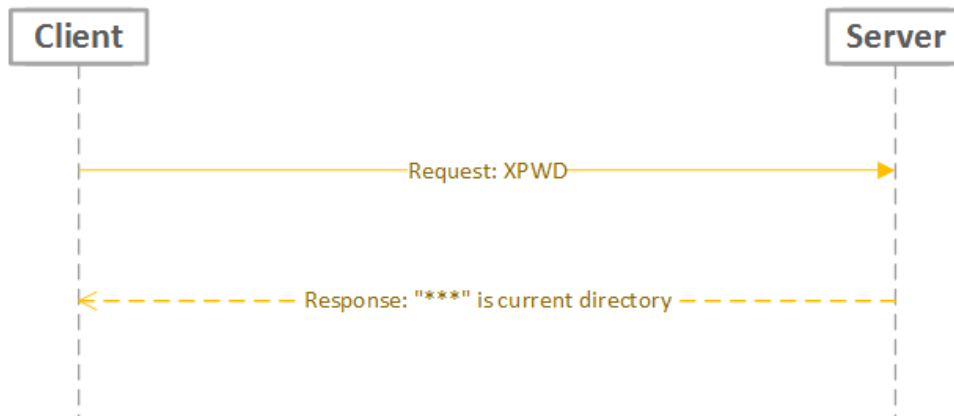 Client
Server
Request: XPWD
Response: "***" is current directory